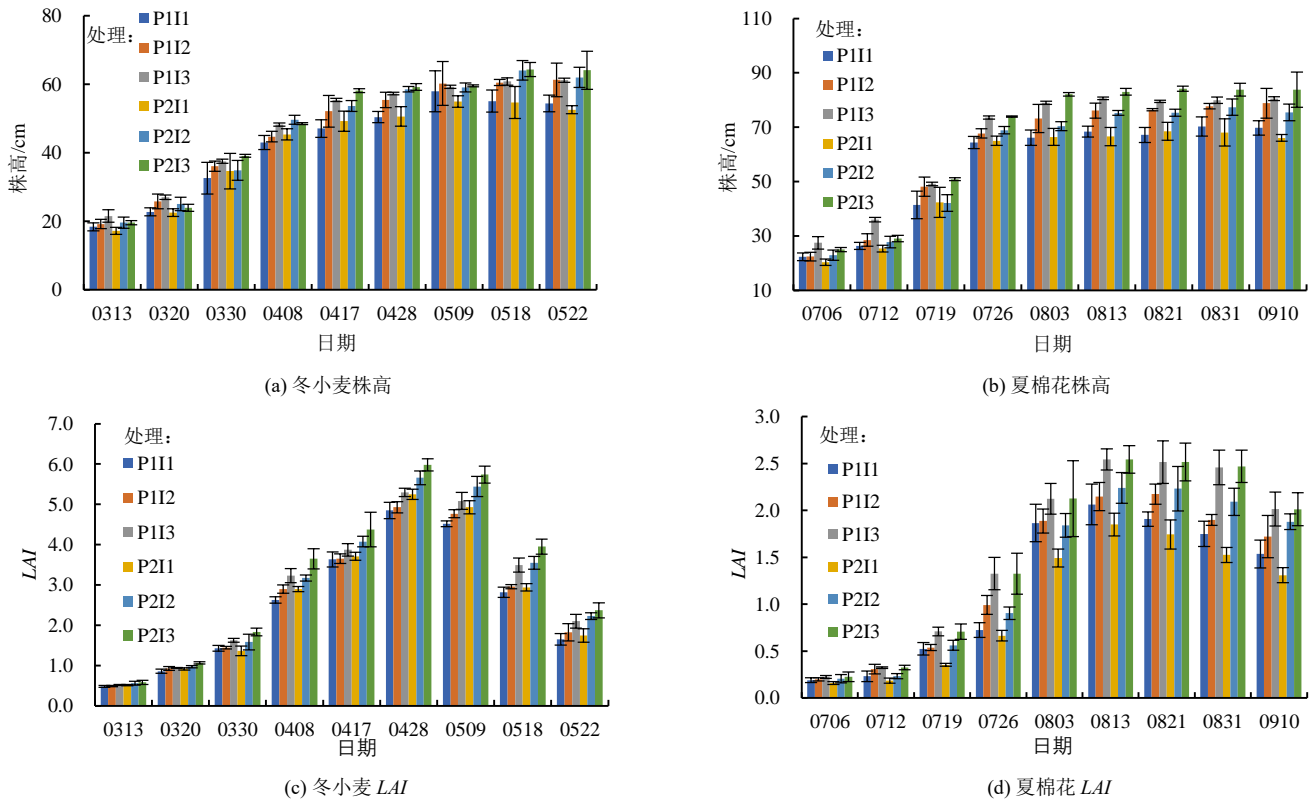 80
60
40
20
0
株高/cm
处理：
P1I1
P1I2
P1I3
P2I1
P2I2
P2I3
0313 0320 0330 0408 0417 0428 0509 0518 0522
日期
(a) 冬小麦株高
110
90
70
50
30
10
株高/cm
处理：
P1I1
P1I2
P1I3
P2I1
P2I2
P2I3
0706 0712 0719 0726 0803 0813 0821 0831 0910
日期
(b) 夏棉花株高
7.0
6.0
5.0
4.0
3.0
2.0
1.0
0.0
LAI
处理：
P1I1
P1I2
P1I3
P2I1
P2I2
P2I3
0313 0320 0330 0408 0417 0428 0509 0518 0522
日期
(c) 冬小麦 LAI
3.0
2.5
2.0
1.5
1.0
0.5
0.0
LAI
处理：
P1I1
P1I2
P1I3
P2I1
P2I2
P2I3
0706 0712 0719 0726 0803 0813 0821 0831 0910
日期
(d) 夏棉花 LAI